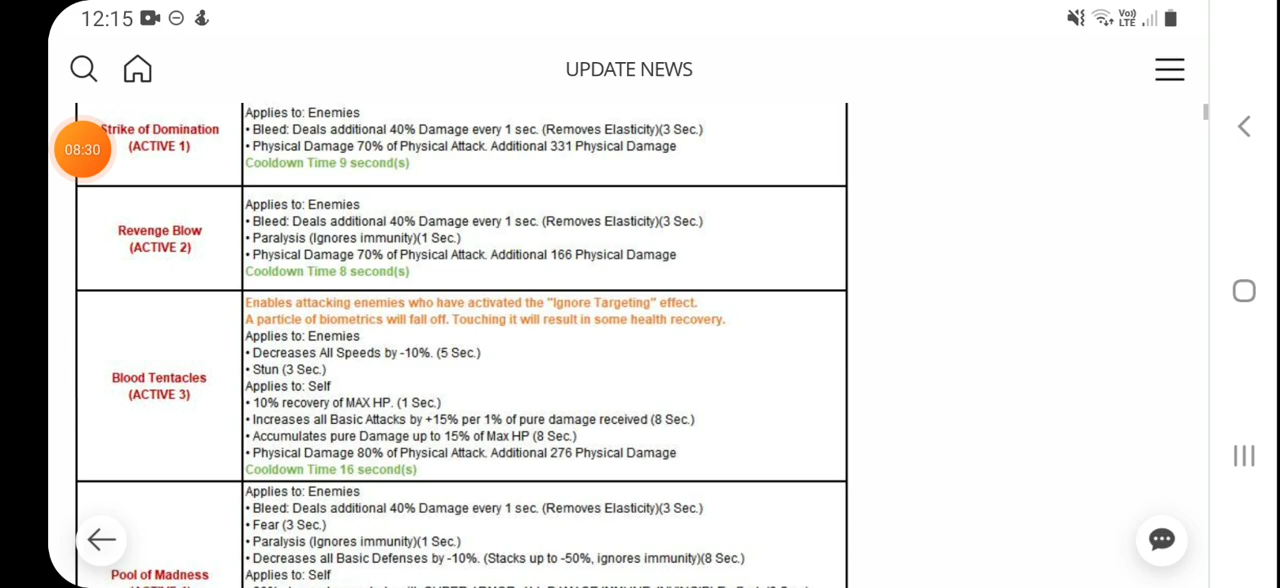 12:15
Vo)) LTE
UPDATE NEWS
08:30
Strike of Domination
(ACTIVE 1)
Applies to: Enemies
• Bleed: Deals additional 40% Damage every 1 sec. (Removes Elasticity)(3 Sec.)
• Physical Damage 70% of Physical Attack. Additional 331 Physical Damage
Cooldown Time 9 second(s)
Revenge Blow
(ACTIVE 2)
Applies to: Enemies
• Bleed: Deals additional 40% Damage every 1 sec. (Removes Elasticity)(3 Sec.)
• Paralysis (Ignores immunity)(1 Sec.)
• Physical Damage 70% of Physical Attack. Additional 166 Physical Damage
Cooldown Time 8 second(s)
Blood Tentacles
(ACTIVE 3)
Enables attacking enemies who have activated the "Ignore Targeting" effect.
A particle of biometrics will fall off. Touching it will result in some health recovery.
Applies to: Enemies
• Decreases All Speeds by -10%. (5 Sec.)
• Stun (3 Sec.)
Applies to: Self
• 10% recovery of MAX HP. (1 Sec.)
• Increases all Basic Attacks by +15% per 1% of pure damage received (8 Sec.)
• Accumulates pure Damage up to 15% of Max HP (8 Sec.)
• Physical Damage 80% of Physical Attack. Additional 276 Physical Damage
Cooldown Time 16 second(s)
Pool of Madness
Applies to: Enemies
• Bleed: Deals additional 40% Damage every 1 sec. (Removes Elasticity)(3 Sec.)
• Fear (3 Sec.)
• Paralysis (Ignores immunity)(1 Sec.)
• Decreases all Basic Defenses by -10%. (Stacks up to -50%, ignores immunity)(8 Sec.)
Applies to: Self